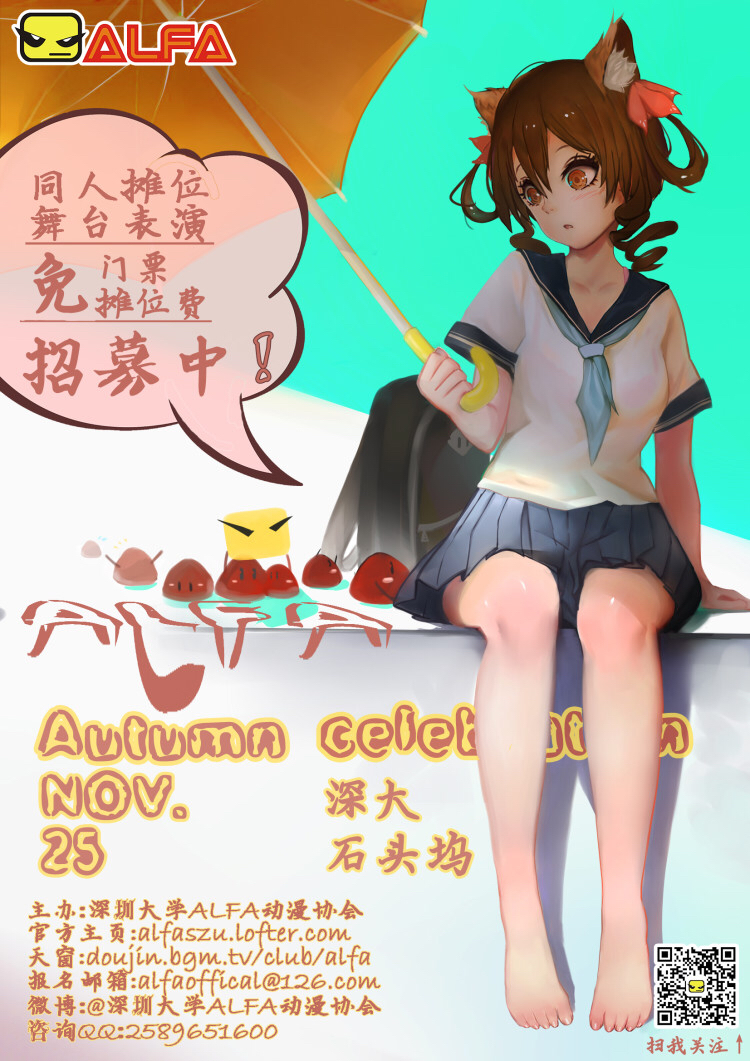 ALFA
同人摊位
舞台表演
免门票
摊位费
招募中!
ALFA
Autumn celebration
NOV.
25
深大
石头坞
主办:深圳大学ALFA动漫协会
官方主页:alfaszu.lofter.com
天窗:doujin.bgm.tv/club/alfa
报名邮箱:alfaoffical@126.com
微博:@深圳大学ALFA动漫协会
咨询QQ:2589651600
扫我关注↑